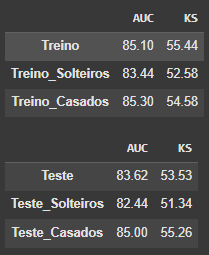 AUC KS
Treino 85.10 55.44
Treino_Solteiros 83.44 52.58
Treino_Casados 85.30 54.58
AUC KS
Teste 83.62 53.53
Teste_Solteiros 82.44 51.34
Teste_Casados 85.00 55.26